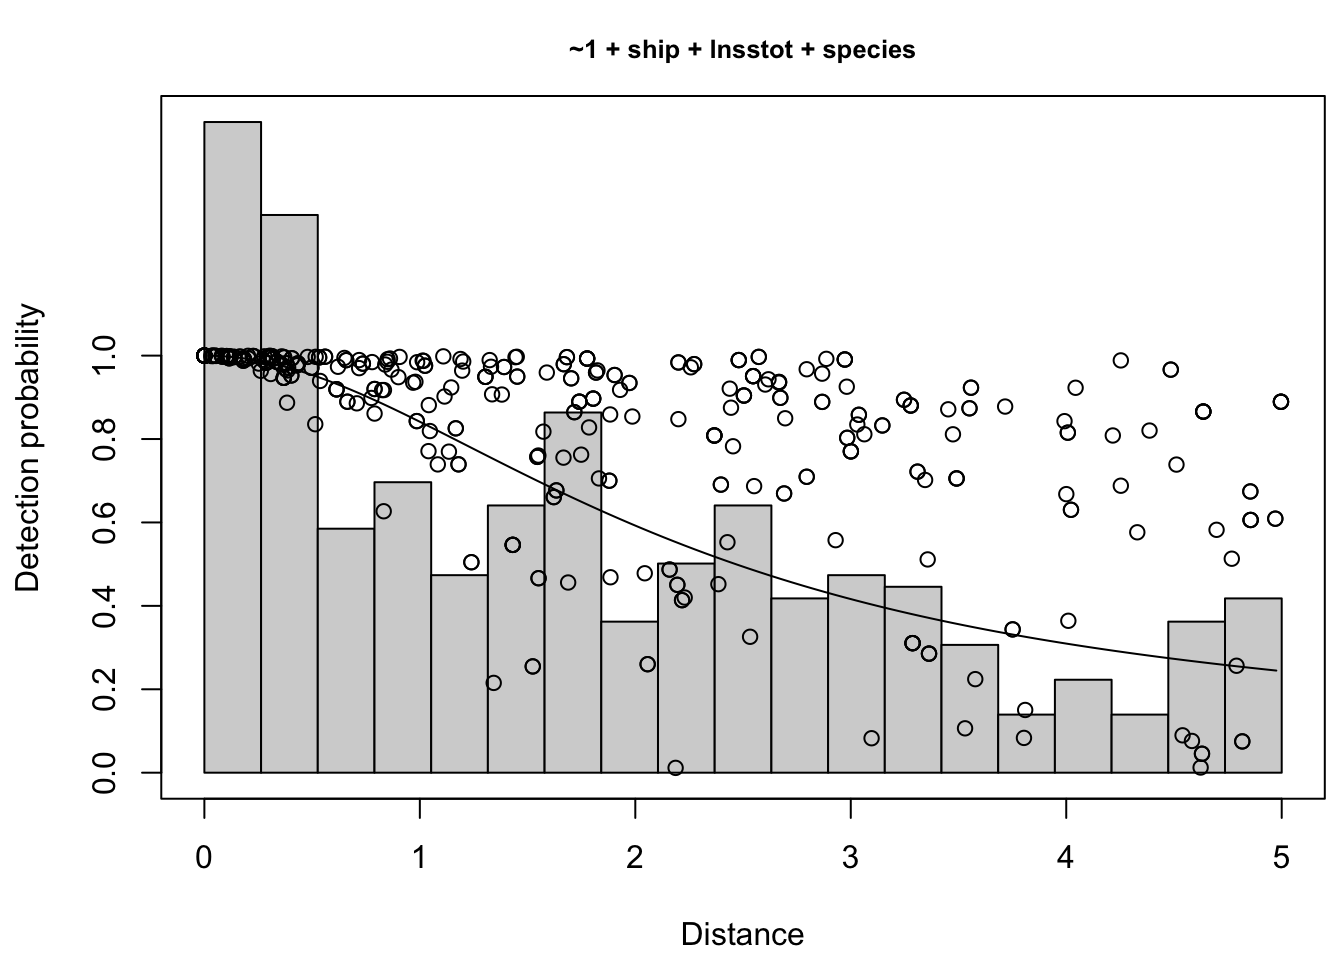 ~1 + ship + lnsstot + species
Detection probability
1.0
0.8
0.6
0.4
0.2
0.0
0 1 2 3 4 5
Distance